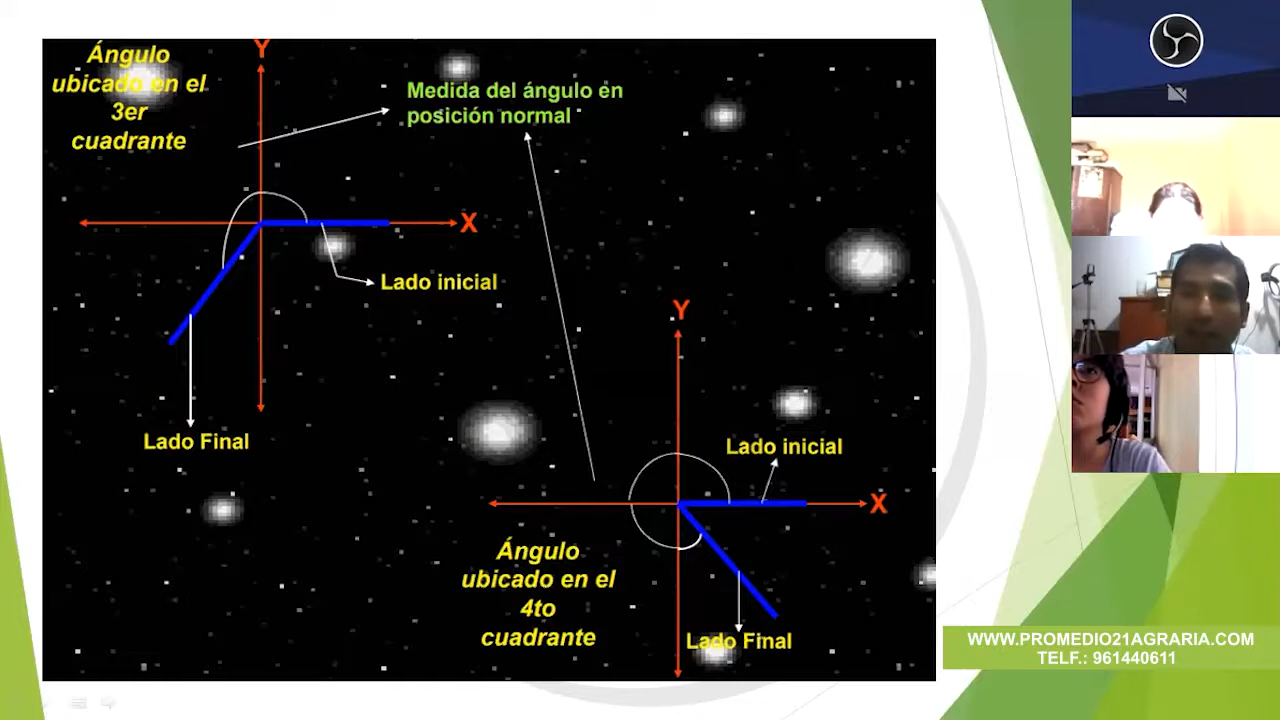 Ángulo
ubicado en el
3er
cuadrante
Y
Medida del ángulo en
posición normal
X
Lado inicial
Lado Final
Y
Lado inicial
X
Ángulo
ubicado en el
4to
cuadrante
Lado Final
WWW.PROMEDIO21AGRARIA.COM
TELF.: 961440611